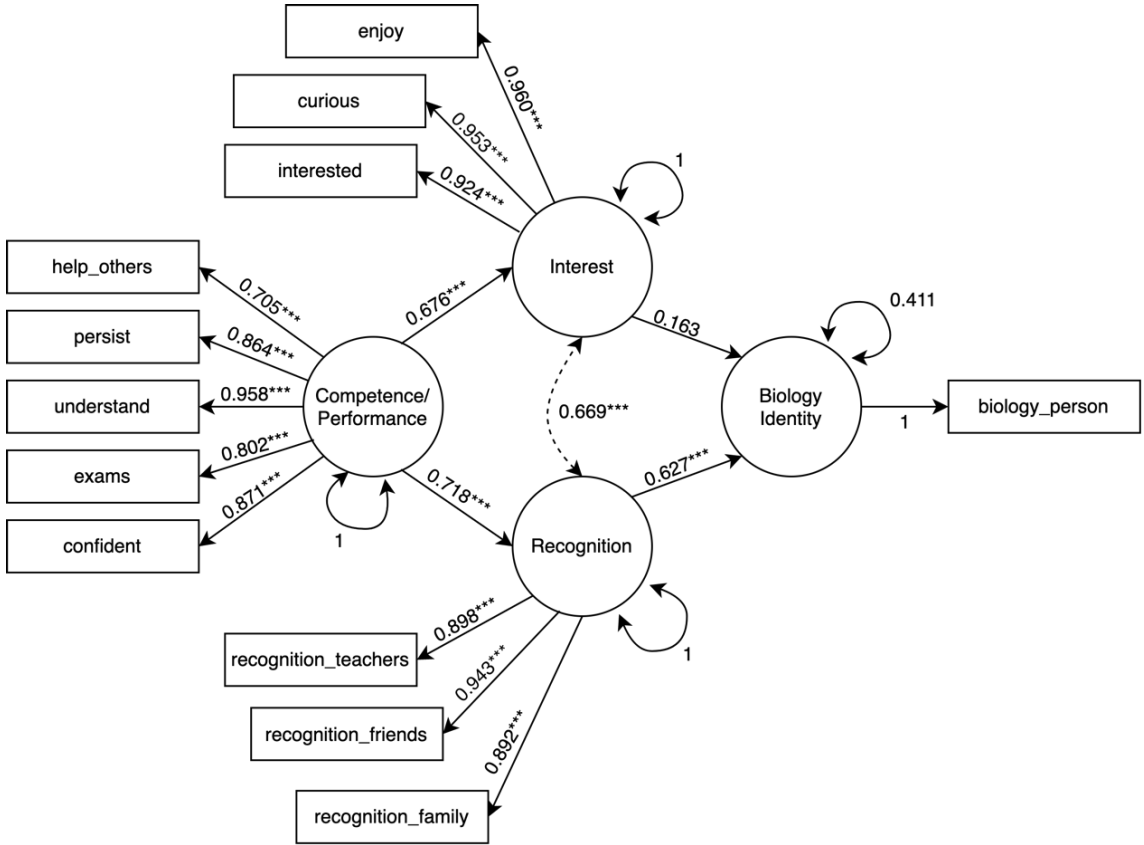 enjoy
0.960***
curious
0.953***
interested
0.924***
1
Interest
help_others
0.705***
0.676***
persist
0.864***
0.163
0.411
understand
0.958***
Competence/
Performance
0.669***
Biology
Identity
1
biology_person
exams
0.802***
0.627***
confident
0.871***
1
0.718***
Recognition
recognition_teachers
0.898***
1
recognition_friends
0.943***
recognition_family
0.892***